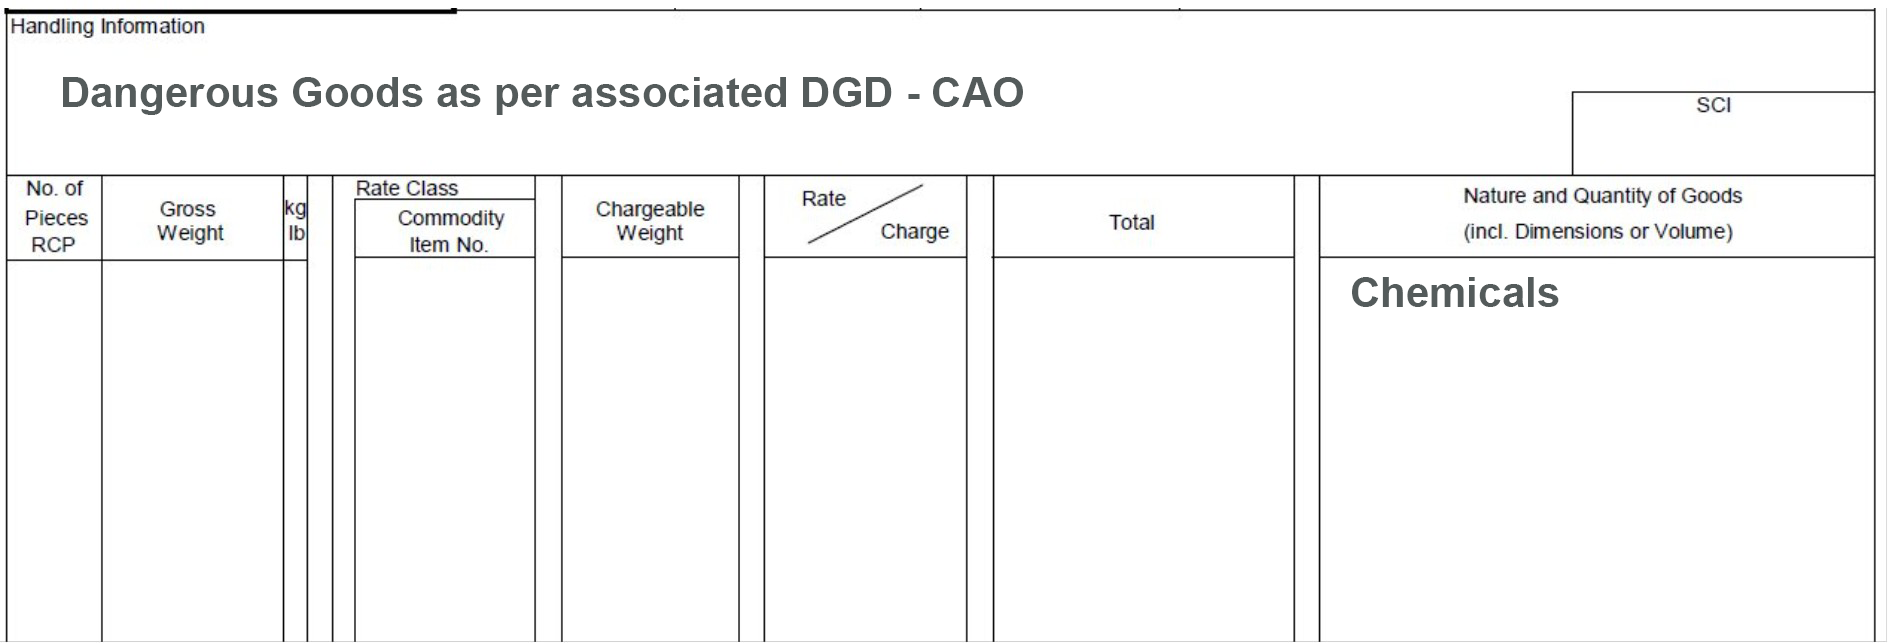 Handling Information
Dangerous Goods as per associated DGD - CAO
SCI
No. of
Pieces
RCP
Gross
Weight
kg
lb
Rate Class
Commodity
Item No.
Chargeable
Weight
Rate
Charge
Total
Nature and Quantity of Goods
(incl. Dimensions or Volume)
Chemicals